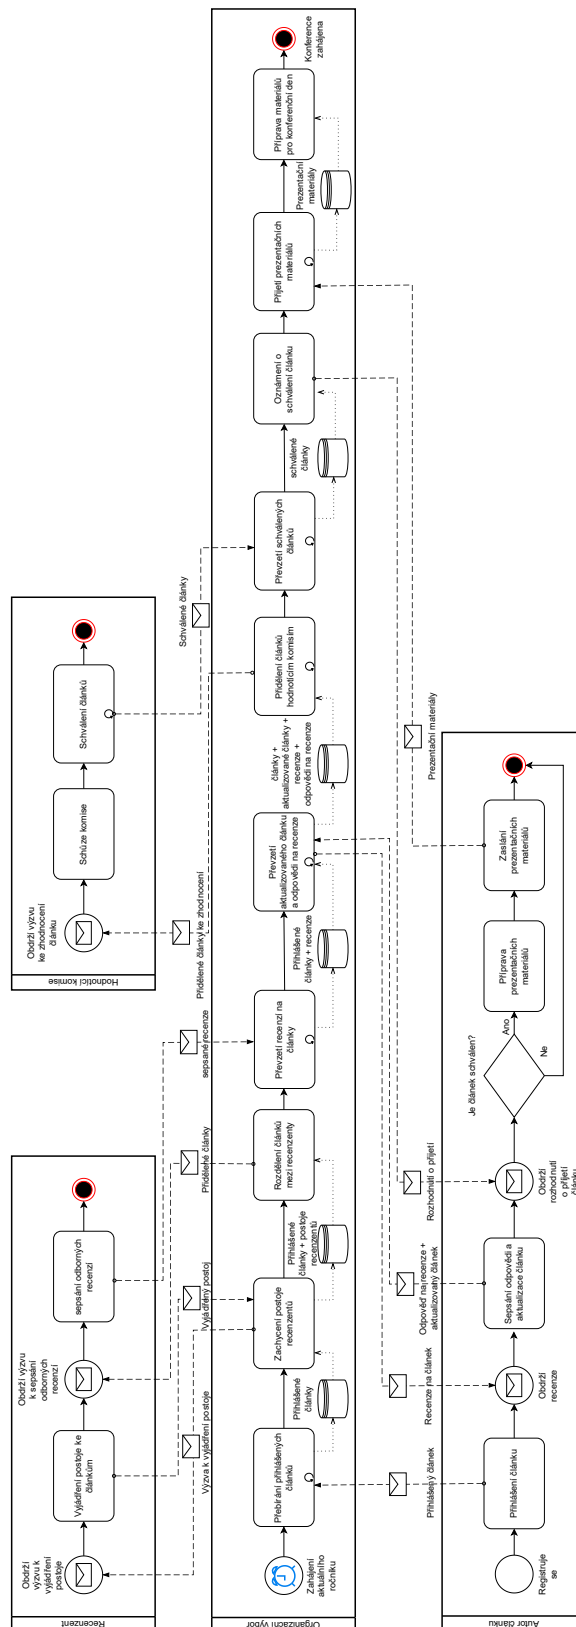 Recenzent
Obdrží
výzvu k
vyjádření
postoje
Vyjádření postoje ke
článkům
Obdrží výzvu
k sepsání
odborných
recenzí
sepsání odborných
recenzí
Hodnotící komise
Obdrží výzvu
ke zhodnocení
článku
Schůze komise
Schválení článků
Výzva k vyjádření postoje
Vyjádřený postoj
Přidělené články
sepsané recenze
Přidělené články ke zhodnocení
Schválené články
Organizační výbor
Zahájení
aktuálního
ročníku
Přebírání přihlášených
článků
Přihlášené
články
Zachycení postoje
recenzentů
Přihlášené
články + postoje
recenzentů
Rozdělení článků
mezi recenzenty
Převzetí recenzí na
články
Přihlášené
články + recenze
Převzetí
aktualizovaného článku
a odpovědi na recenze
články +
aktualizované články +
recenze +
odpovědi na recenze
Přidělení článků
hodnotícím komisím
Převzetí schválených
článků
schválené
články
Oznámení o
schválení článku
Přijetí prezentačních
materiálů
Prezentační
materiály
Příprava materiálů
pro konferenční den
Konference
zahájena
Přihlášený článek
Recenze na článek
Odpověď na recenze +
aktualizovaný článek
Rozhodnutí o přijetí
Prezentační materiály
Autor článku
Registruje
se
Přihlášení článku
Obdrží
recenze
Sepsání odpovědi a
aktualizace článku
Obdrží
rozhodnutí
o přijetí
článku
Je článek schválen?
Ano
Ne
Příprava
prezentačních
materiálů
Zaslání
prezentačních
materiálů